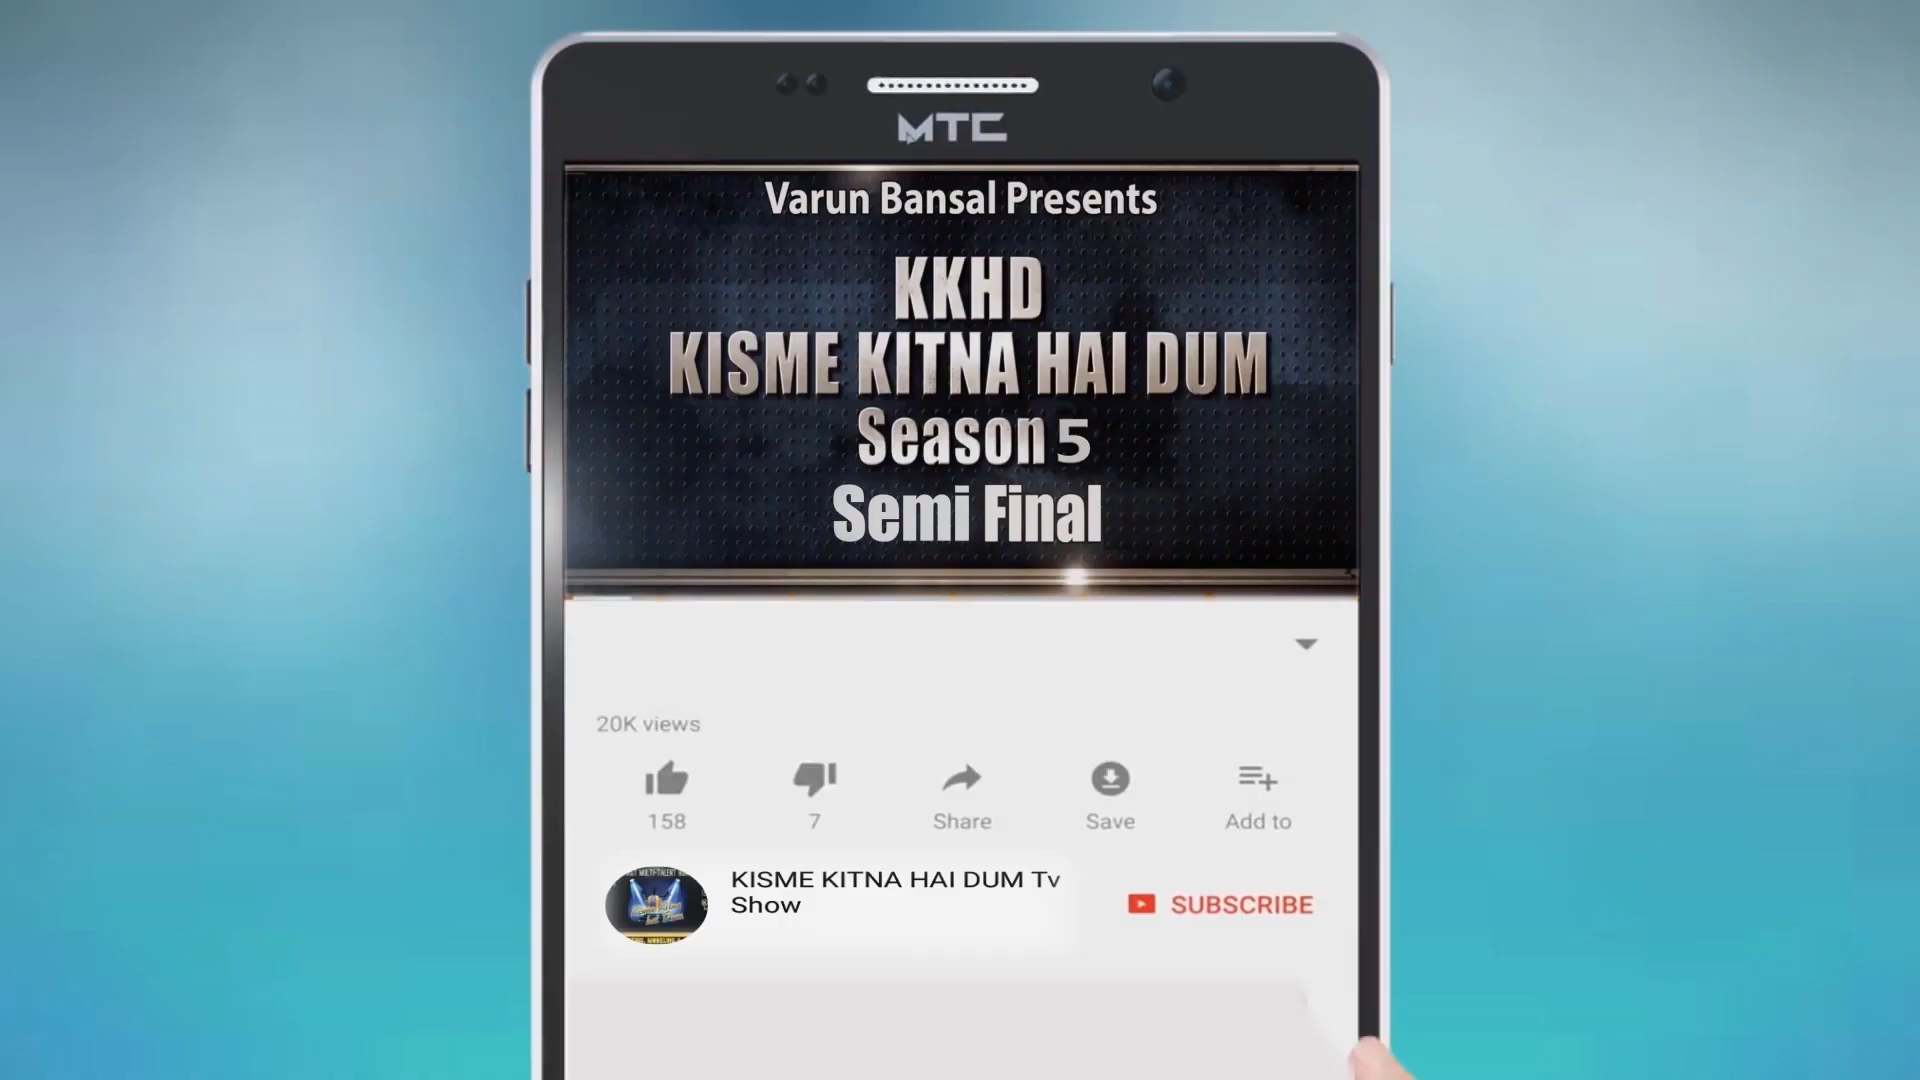 MTC
Varun Bansal Presents
KKHD
KISME KITNA HAI DUM
Season 5
Semi Final
20K views
158
7
Share
Save
Add to
KISME KITNA HAI DUM Tv
Show
SUBSCRIBE